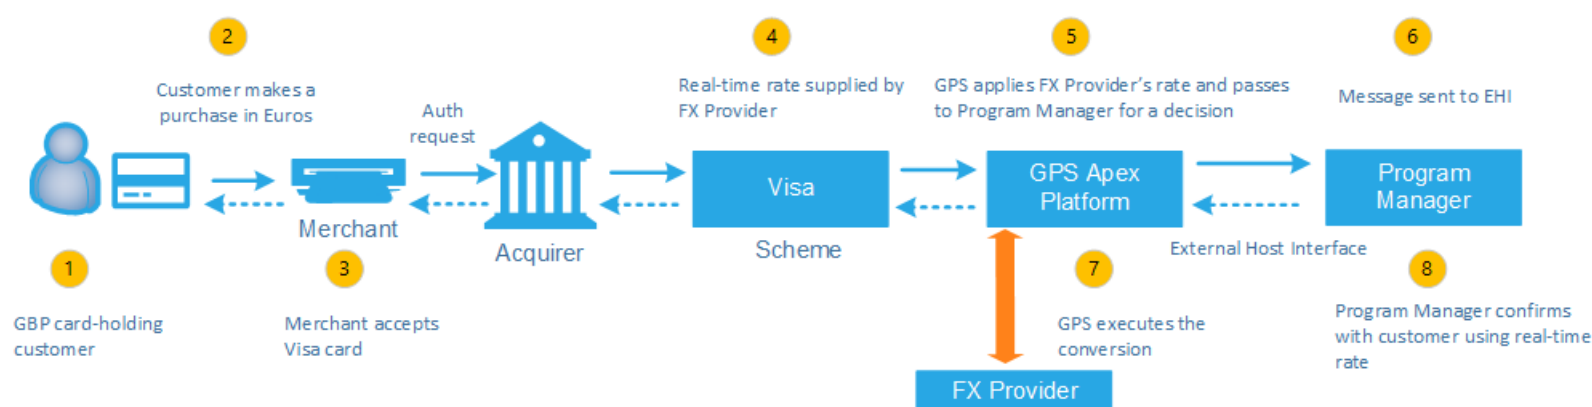 2
4
5
6
Customer makes a
purchase in Euros
Auth
request
Real-time rate supplied by
FX Provider
GPS applies FX Provider's rate and passes
to Program Manager for a decision
Message sent to EHI
Merchant
Acquirer
Visa
Scheme
GPS Apex
Platform
Program
Manager
External Host Interface
1
3
7
8
GBP card-holding
customer
Merchant accepts
Visa card
GPS executes the
conversion
Program Manager confirms
with customer using real-time
rate
FX Provider